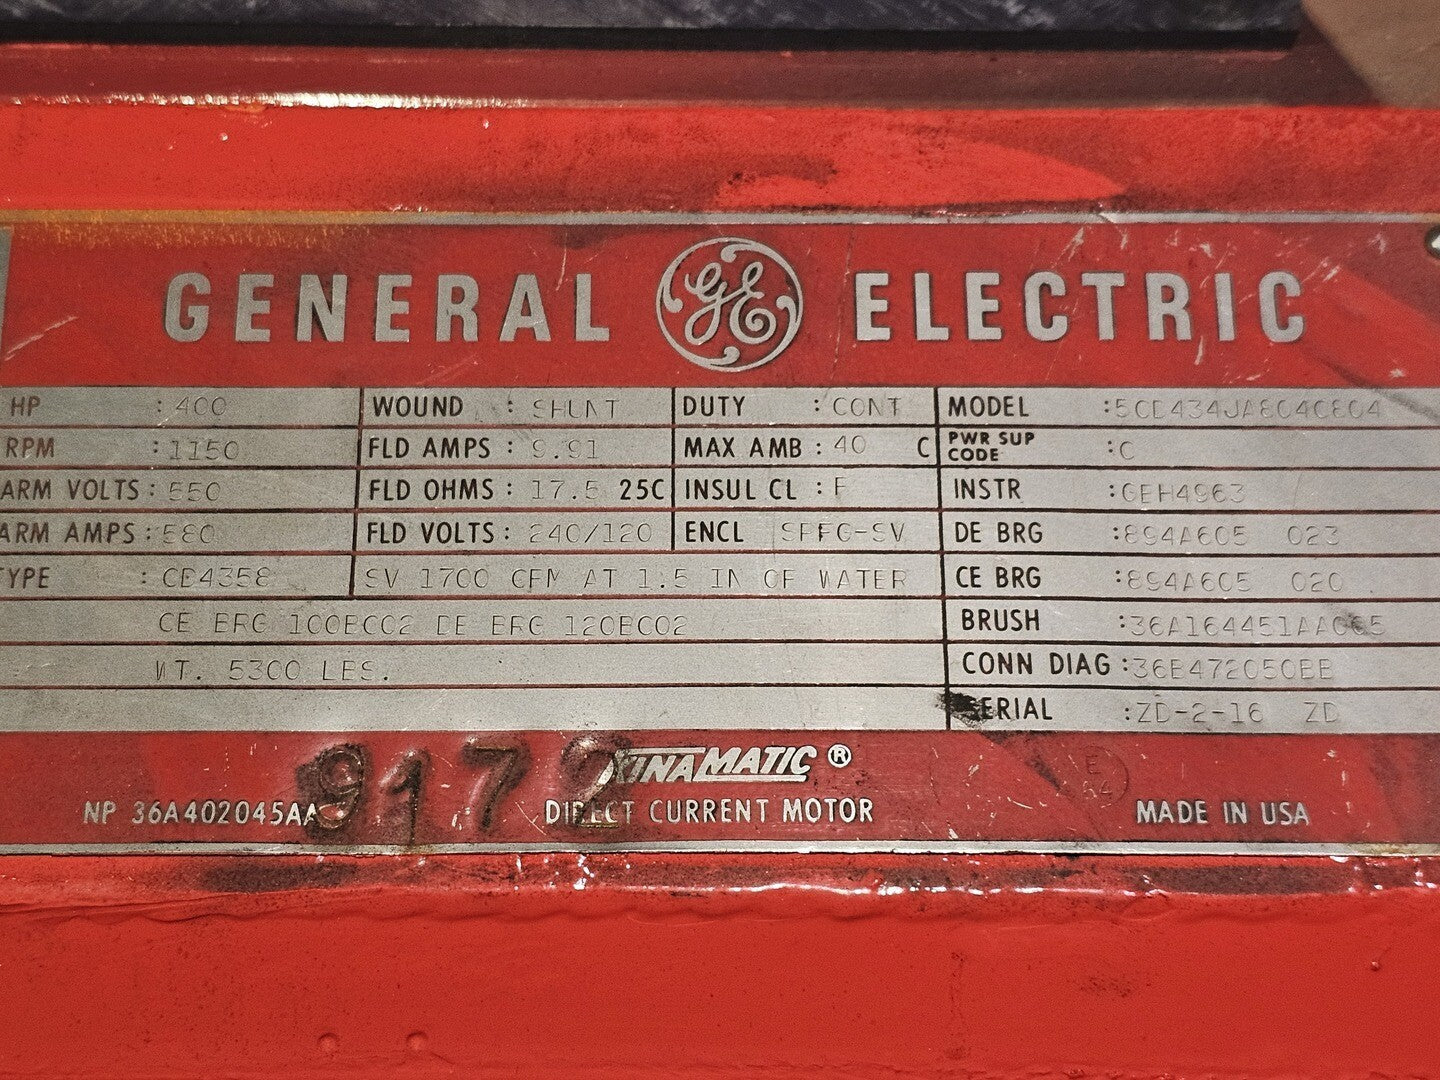 GENERAL GE ELECTRIC
HP : 400 WOUND : SHUNT DUTY : CONT MODEL :5CD434JA804C804
RPM : 1150 FLD AMPS : 9.91 MAX AMB : 40 C PWR SUP CODE :C
ARM VOLTS : 550 FLD OHMS : 17.5 25C INSUL CL : F INSTR :GEH4963
ARM AMPS : 580 FLD VOLTS : 240/120 ENCL SPFG-SV DE BRG :894A605 023
TYPE : CD4358 SV 1700 CFM AT 1.5 IN OF WATER CE BRG :894A605 020
CE BRG 100BC02 DE BRG 120BC02 BRUSH :36A164451AAG05
WT. 5300 LBS. CONN DIAG :36B472050BB
SERIAL :ZD-2-16 ZD
9172
KINAMATIC ®
NP 36A402045AA DIRECT CURRENT MOTOR MADE IN USA